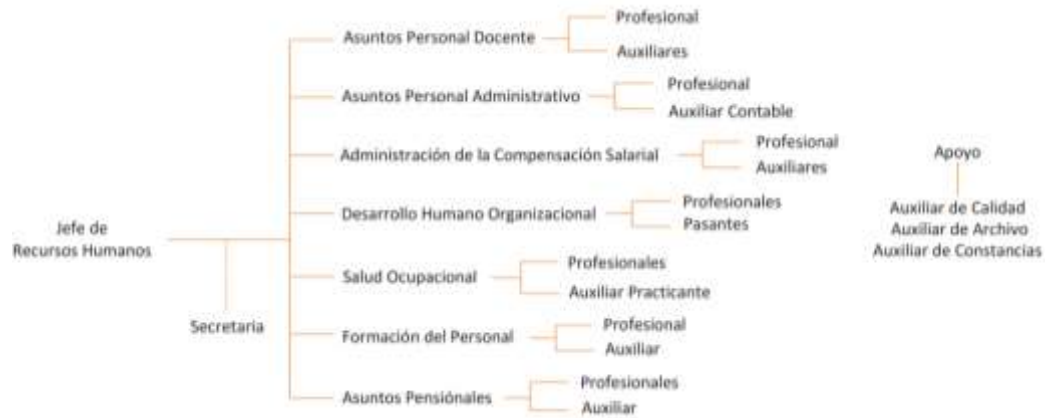 Jefe de
Recursos Humanos
Secretaria
Asuntos Personal Docente
Profesional
Auxiliares
Asuntos Personal Administrativo
Profesional
Auxiliar Contable
Administración de la Compensación Salarial
Profesional
Auxiliares
Desarrollo Humano Organizacional
Profesionales
Pasantes
Salud Ocupacional
Profesionales
Auxiliar Practicante
Formación del Personal
Profesional
Auxiliar
Asuntos Pensiónales
Profesionales
Auxiliar
Apoyo
Auxiliar de Calidad
Auxiliar de Archivo
Auxiliar de Constancias